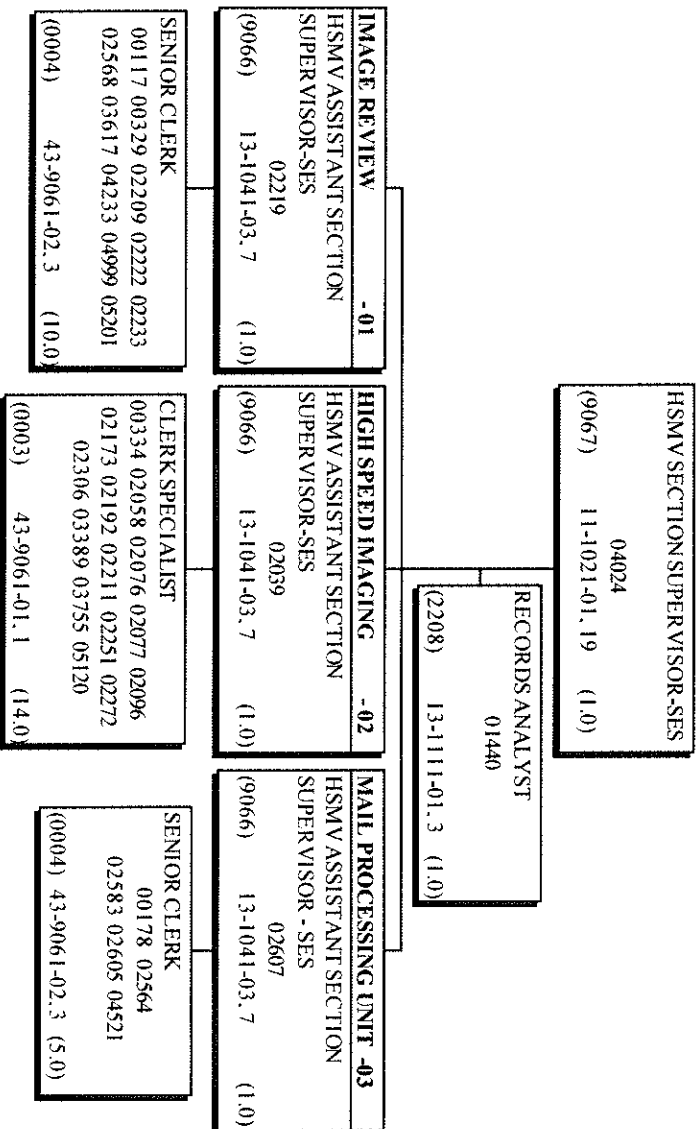 HSMV SECTION SUPERVISOR-SES
04024
(9067) 11-1021-01. 19 (1.0)
RECORDS ANALYST
01440
(2208) 13-1111-01. 3 (1.0)
IMAGE REVIEW - 01
HSMV ASSISTANT SECTION
SUPERVISOR-SES
02219
(9066) 13-1041-03. 7 (1.0)
SENIOR CLERK
00117 00329 02209 02222 02233
02568 03617 04233 04999 05201
(0004) 43-9061-02. 3 (10.0)
HIGH SPEED IMAGING - 02
HSMV ASSISTANT SECTION
SUPERVISOR-SES
02039
(9066) 13-1041-03. 7 (1.0)
CLERK SPECIALIST
00334 02058 02076 02077 02096
02173 02192 02211 02251 02272
02306 03389 03755 05120
(0003) 43-9061-01. 1 (14.0)
MAIL PROCESSING UNIT -03
HSMV ASSISTANT SECTION
SUPERVISOR - SES
02607
(9066) 13-1041-03. 7 (1.0)
SENIOR CLERK
00178 02564
02583 02605 04521
(0004) 43-9061-02. 3 (5.0)